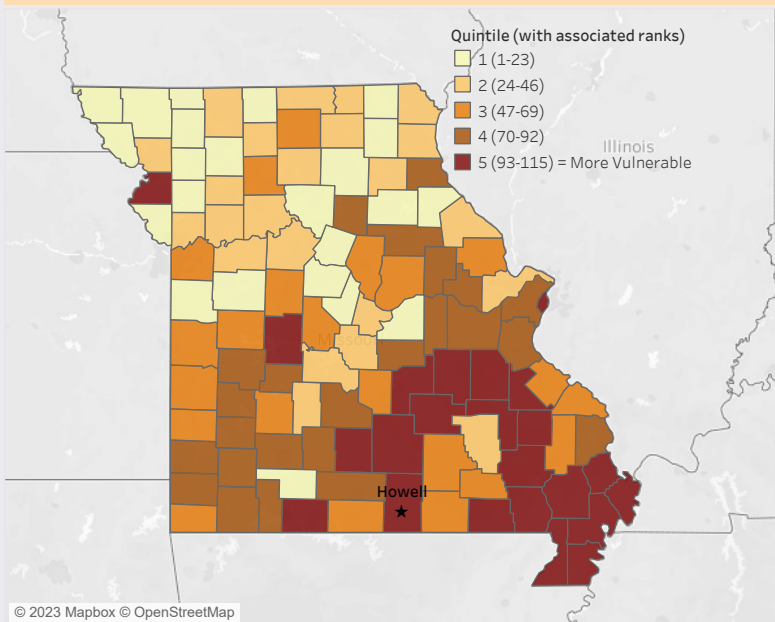 Quintile (with associated ranks)
1 (1-23)
2 (24-46)
3 (47-69)
4 (70-92)
5 (93-115) = More Vulnerable
Illinois
Missouri
Howell
© 2023 Mapbox © OpenStreetMap